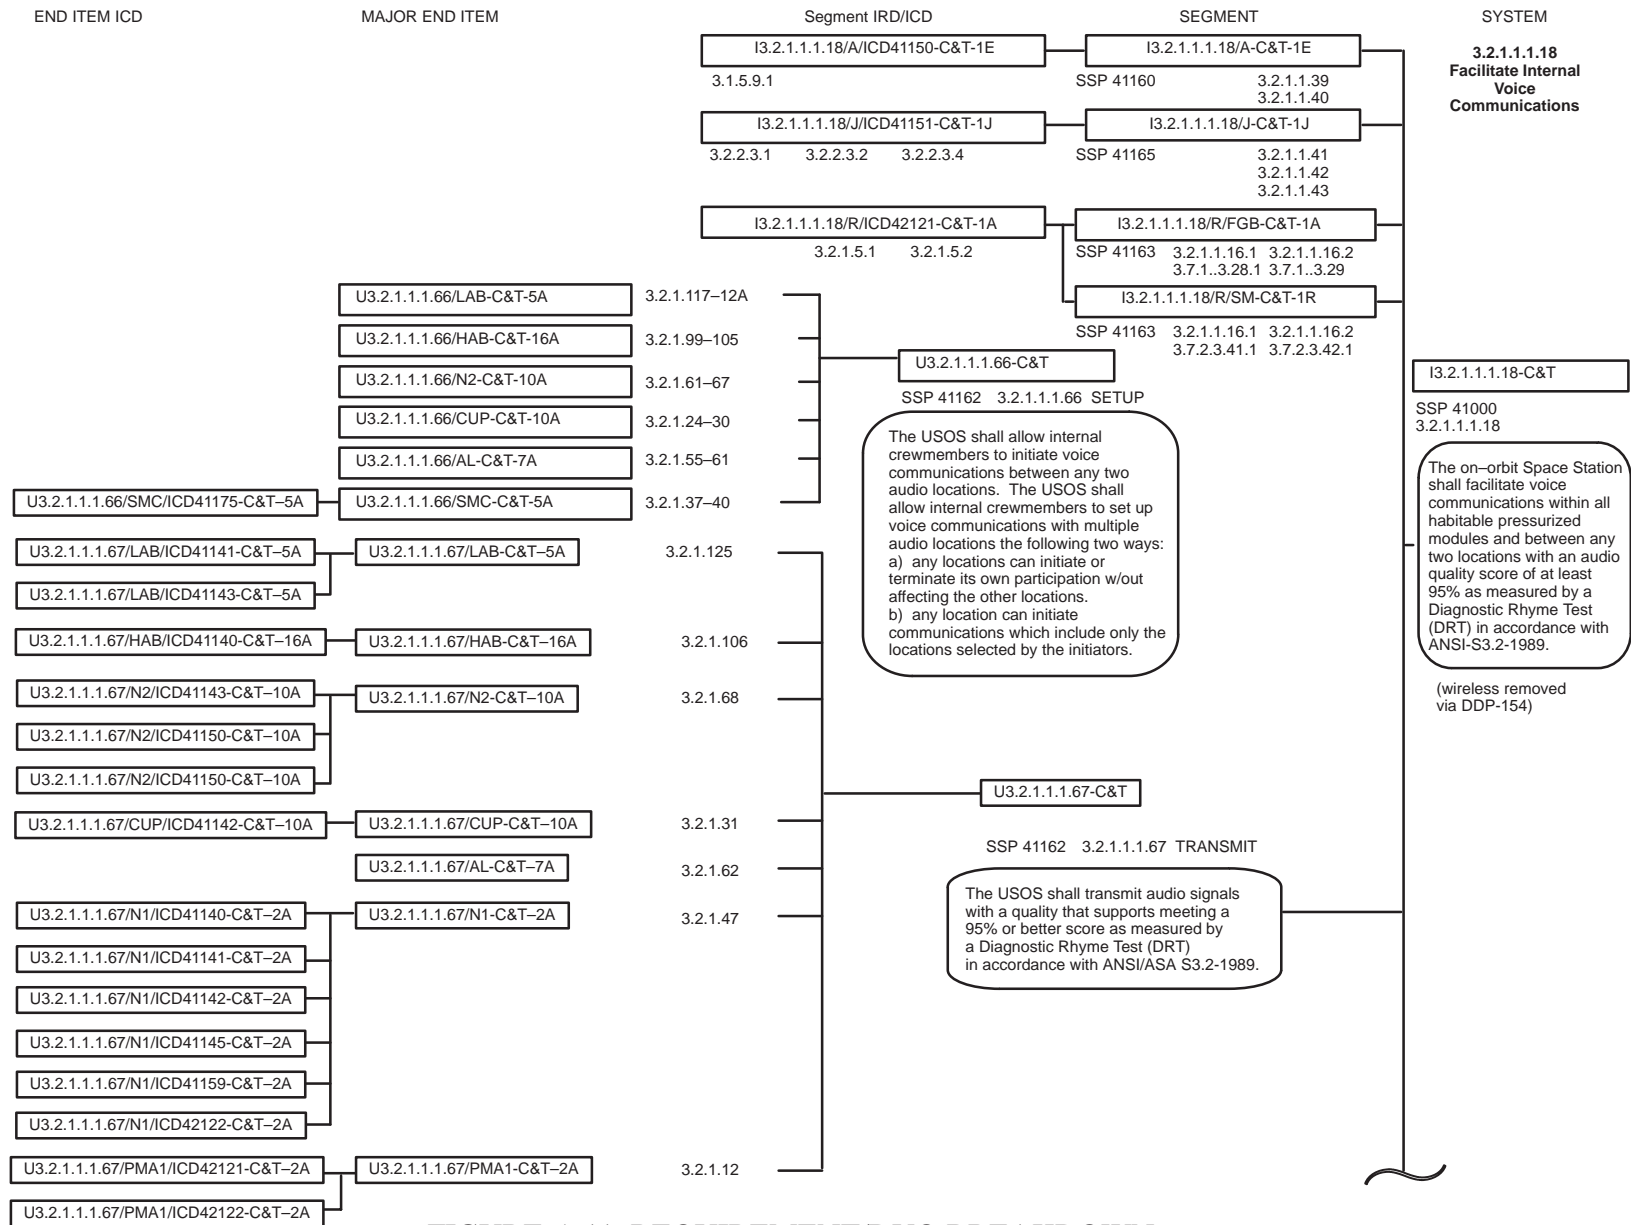 END ITEM ICD
MAJOR END ITEM
Segment IRD/ICD
SEGMENT
SYSTEM
I3.2.1.1.1.18/A/ICD41150-C&T-1E
I3.2.1.1.1.18/A-C&T-1E
3.2.1.1.1.18
Facilitate Internal
Voice
Communications
3.1.5.9.1
SSP 41160
3.2.1.1.39
3.2.1.1.40
I3.2.1.1.1.18/J/ICD41151-C&T-1J
I3.2.1.1.1.18/J-C&T-1J
3.2.2.3.1 3.2.2.3.2 3.2.2.3.4
SSP 41165
3.2.1.1.41
3.2.1.1.42
3.2.1.1.43
I3.2.1.1.1.18/R/ICD42121-C&T-1A
I3.2.1.1.1.18/R/FGB-C&T-1A
3.2.1.5.1 3.2.1.5.2
SSP 41163 3.2.1.1.16.1 3.2.1.1.16.2
3.7.1..3.28.1 3.7.1..3.29
I3.2.1.1.1.18/R/SM-C&T-1R
SSP 41163 3.2.1.1.16.1 3.2.1.1.16.2
3.7.2.3.41.1 3.7.2.3.42.1
U3.2.1.1.1.66/LAB-C&T-5A
3.2.1.117–12A
U3.2.1.1.1.66/HAB-C&T-16A
3.2.1.99–105
U3.2.1.1.1.66/N2-C&T-10A
3.2.1.61–67
U3.2.1.1.1.66/CUP-C&T-10A
3.2.1.24–30
U3.2.1.1.1.66/AL-C&T-7A
3.2.1.55–61
U3.2.1.1.1.66/SMC/ICD41175-C&T–5A
U3.2.1.1.1.66/SMC-C&T-5A
3.2.1.37–40
U3.2.1.1.1.66-C&T
SSP 41162 3.2.1.1.1.66 SETUP
The USOS shall allow internal
crewmembers to initiate voice
communications between any two
audio locations. The USOS shall
allow internal crewmembers to set up
voice communications with multiple
audio locations the following two ways:
a) any locations can initiate or
terminate its own participation w/out
affecting the other locations.
b) any location can initiate
communications which include only the
locations selected by the initiators.
I3.2.1.1.1.18-C&T
SSP 41000
3.2.1.1.1.18
The on–orbit Space Station
shall facilitate voice
communications within all
habitable pressurized
modules and between any
two locations with an audio
quality score of at least
95% as measured by a
Diagnostic Rhyme Test
(DRT) in accordance with
ANSI-S3.2-1989.
(wireless removed
via DDP-154)
U3.2.1.1.1.67/LAB/ICD41141-C&T–5A
U3.2.1.1.1.67/LAB-C&T–5A
3.2.1.125
U3.2.1.1.1.67/LAB/ICD41143-C&T–5A
U3.2.1.1.1.67/HAB/ICD41140-C&T–16A
U3.2.1.1.1.67/HAB-C&T–16A
3.2.1.106
U3.2.1.1.1.67/N2/ICD41143-C&T–10A
U3.2.1.1.1.67/N2-C&T–10A
3.2.1.68
U3.2.1.1.1.67/N2/ICD41150-C&T–10A
U3.2.1.1.1.67/N2/ICD41150-C&T–10A
U3.2.1.1.1.67/CUP/ICD41142-C&T–10A
U3.2.1.1.1.67/CUP-C&T–10A
3.2.1.31
U3.2.1.1.1.67/AL-C&T–7A
3.2.1.62
U3.2.1.1.1.67/N1/ICD41140-C&T–2A
U3.2.1.1.1.67/N1-C&T–2A
3.2.1.47
U3.2.1.1.1.67/N1/ICD41141-C&T–2A
U3.2.1.1.1.67/N1/ICD41142-C&T–2A
U3.2.1.1.1.67/N1/ICD41145-C&T–2A
U3.2.1.1.1.67/N1/ICD41159-C&T–2A
U3.2.1.1.1.67/N1/ICD42122-C&T–2A
U3.2.1.1.1.67/PMA1/ICD42121-C&T–2A
U3.2.1.1.1.67/PMA1-C&T–2A
3.2.1.12
U3.2.1.1.1.67/PMA1/ICD42122-C&T–2A
U3.2.1.1.1.67-C&T
SSP 41162 3.2.1.1.1.67 TRANSMIT
The USOS shall transmit audio signals
with a quality that supports meeting a
95% or better score as measured by
a Diagnostic Rhyme Test (DRT)
in accordance with ANSI/ASA S3.2-1989.